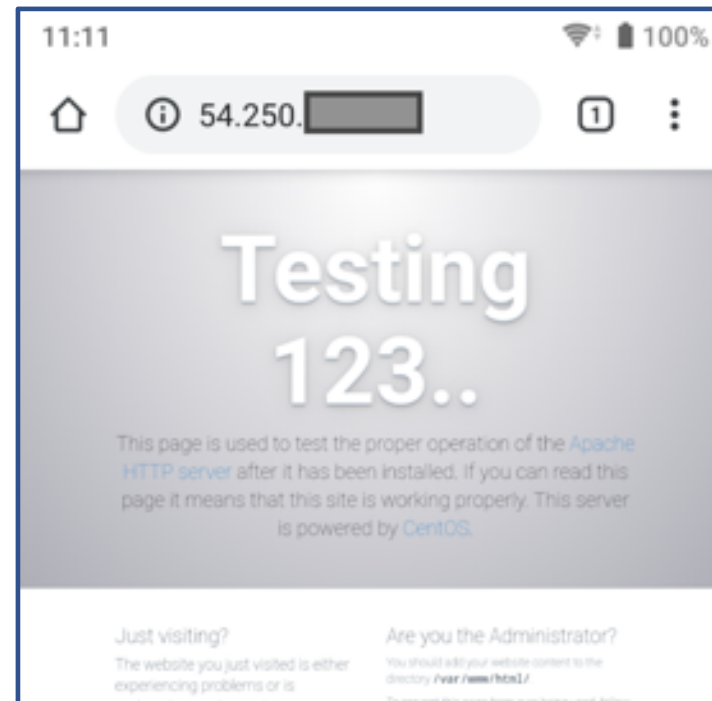 11:11
100%
54.250.
1
Testing
123..
This page is used to test the proper operation of the Apache
HTTP server after it has been installed. If you can read this
page it means that this site is working properly. This server
is powered by CentOS.
Just visiting?
The website you just visited is either
experiencing problems or is
Are you the Administrator?
You should add your website content to the
directory /var/www/html/